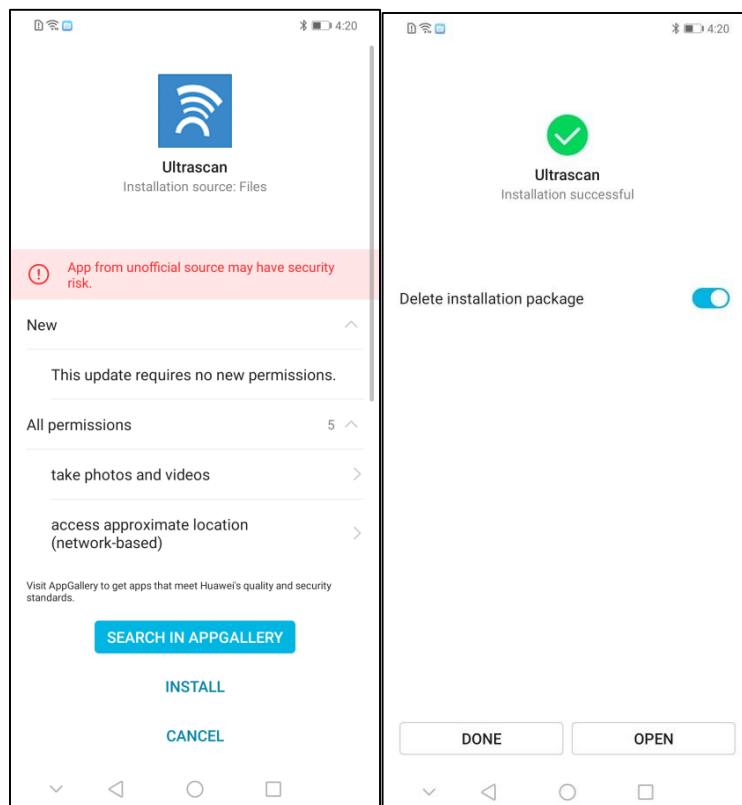 4:20
Ultrascan
Installation source: Files
App from unofficial source may have security
risk.
New
This update requires no new permissions.
All permissions 5
take photos and videos
access approximate location
(network-based)
Visit AppGallery to get apps that meet Huawei's quality and security
standards.
SEARCH IN APPGALLERY
INSTALL
CANCEL
4:20
Ultrascan
Installation successful
Delete installation package
DONE OPEN